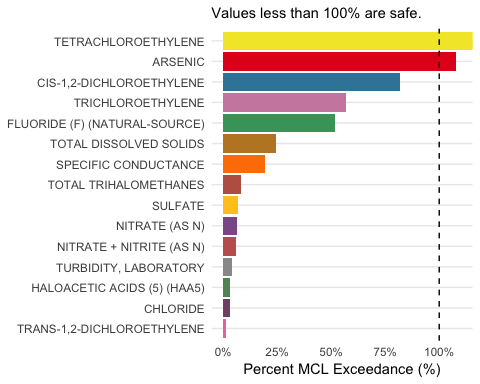 Values less than 100% are safe.
TETRACHLOROETHYLENE
ARSENIC
CIS-1,2-DICHLOROETHYLENE
TRICHLOROETHYLENE
FLUORIDE (F) (NATURAL-SOURCE)
TOTAL DISSOLVED SOLIDS
SPECIFIC CONDUCTANCE
TOTAL TRIHALOMETHANES
SULFATE
NITRATE (AS N)
NITRATE + NITRITE (AS N)
TURBIDITY, LABORATORY
HALOACETIC ACIDS (5) (HAA5)
CHLORIDE
TRANS-1,2-DICHLOROETHYLENE
0% 25% 50% 75% 100%
Percent MCL Exceedance (%)